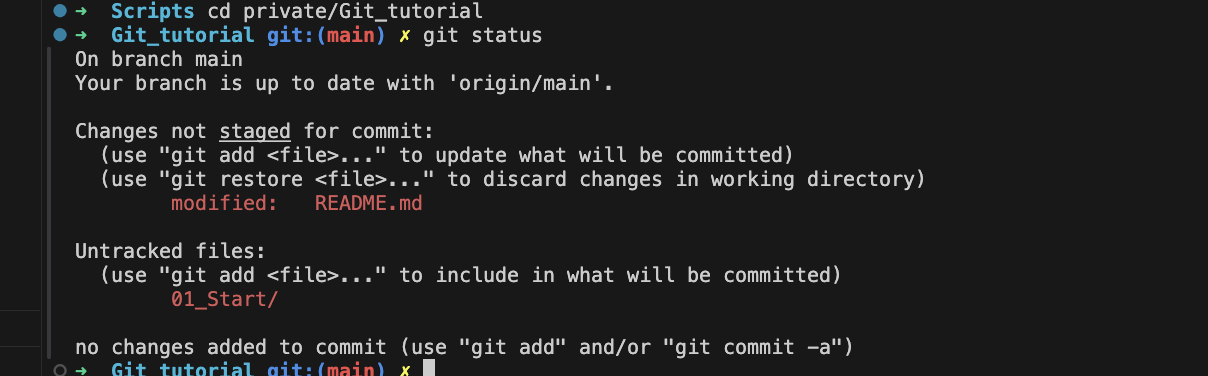 ➜  Scripts cd private/Git_tutorial
➜  Git_tutorial git:(main) ✗ git status
On branch main
Your branch is up to date with 'origin/main'.

Changes not staged for commit:
  (use "git add <file>..." to update what will be committed)
  (use "git restore <file>..." to discard changes in working directory)
        modified:   README.md

Untracked files:
  (use "git add <file>..." to include in what will be committed)
        01_Start/

no changes added to commit (use "git add" and/or "git commit -a")
➜  Git_tutorial git:(main) ✗